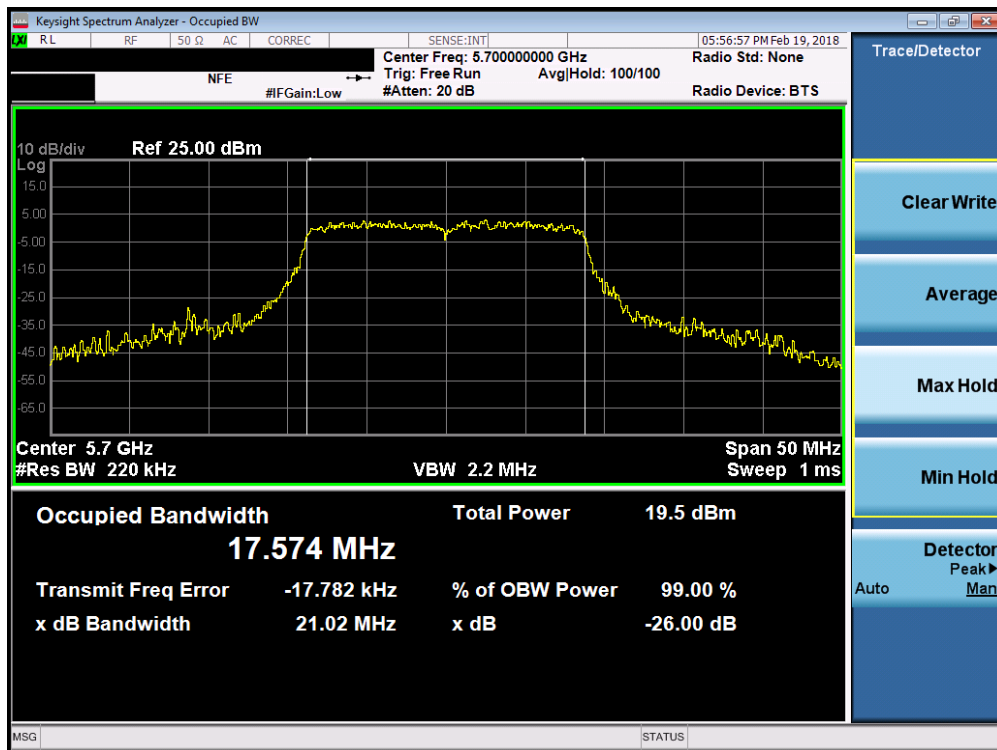 Keysight Spectrum Analyzer - Occupied BW
LXI RL RF 50 Ω AC CORREC SENSE:INT 05:56:57 PM Feb 19, 2018
Center Freq: 5.700000000 GHz Radio Std: None
NFE Trig: Free Run Avg|Hold: 100/100
#IFGain:Low #Atten: 20 dB Radio Device: BTS
10 dB/div Ref 25.00 dBm
Log
15.0
5.00
-5.00
-15.0
-25.0
-35.0
-45.0
-55.0
-65.0
Center 5.7 GHz Span 50 MHz
#Res BW 220 kHz VBW 2.2 MHz Sweep 1 ms
Occupied Bandwidth Total Power 19.5 dBm
17.574 MHz
Transmit Freq Error -17.782 kHz % of OBW Power 99.00 %
x dB Bandwidth 21.02 MHz x dB -26.00 dB
Trace/Detector
Clear Write
Average
Max Hold
Min Hold
Detector
Peak▶
Auto Man
MSG STATUS